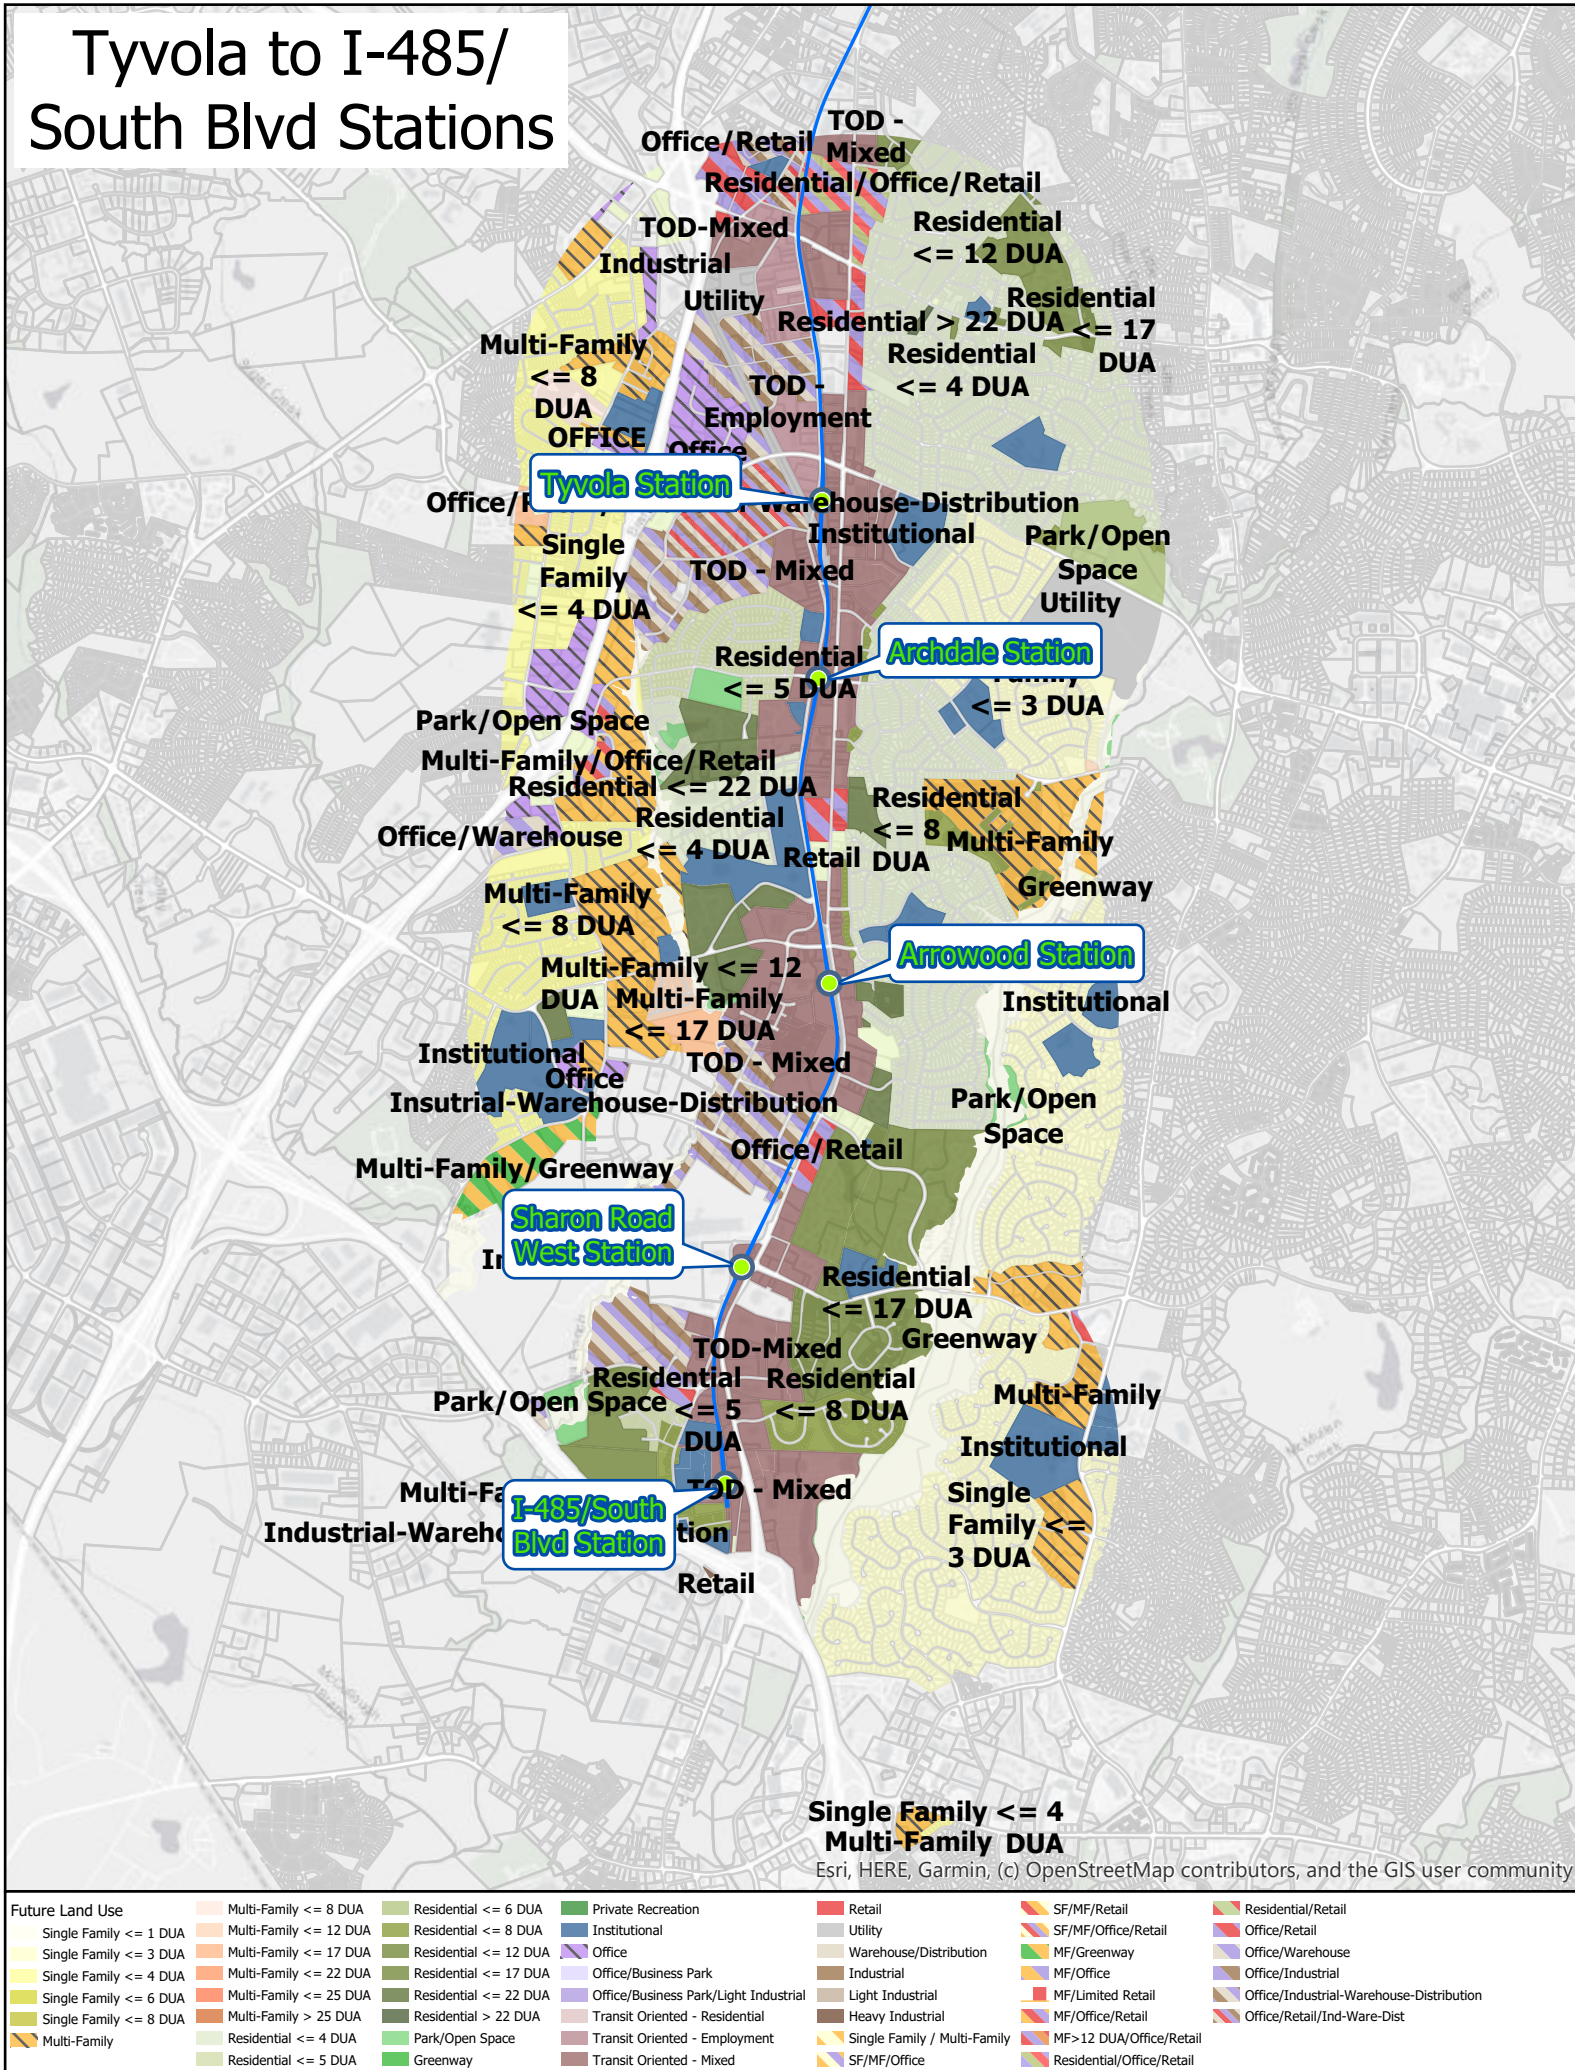 Tyvola to I-485/
South Blvd Stations
TOD -
Mixed
Office/Retail
Residential/Office/Retail
TOD-Mixed
Residential
<= 12 DUA
Industrial
Utility
Residential
<= 17
DUA
Residential > 22 DUA
Multi-Family
<= 8
DUA
Residential
<= 4 DUA
TOD -
Employment
OFFICE
Office
Tyvola Station
Office/
Warehouse-Distribution
Institutional
Park/Open
Space
Utility
Single
Family
<= 4 DUA
TOD - Mixed
Archdale Station
Residential
<= 5 DUA
Family
<= 3 DUA
Park/Open Space
Multi-Family/Office/Retail
Residential <= 22 DUA
Residential
<= 8
DUA
Office/Warehouse
Residential
<= 4 DUA
Retail
Multi-Family
Greenway
Multi-Family
<= 8 DUA
Arrowood Station
Multi-Family <= 12
DUA
Multi-Family
<= 17 DUA
Institutional
Institutional
Office
TOD - Mixed
Insutrial-Warehouse-Distribution
Park/Open
Space
Office/Retail
Multi-Family/Greenway
Sharon Road
West Station
Residential
<= 17 DUA
Greenway
TOD-Mixed
Residential
<= 5
DUA
Residential
<= 8 DUA
Park/Open Space
Multi-Family
Institutional
TOD - Mixed
I-485/South
Blvd Station
Single
Family <=
3 DUA
Retail
Single Family <= 4
DUA
Multi-Family
Esri, HERE, Garmin, (c) OpenStreetMap contributors, and the GIS user community
Future Land Use
Single Family <= 1 DUA
Single Family <= 3 DUA
Single Family <= 4 DUA
Single Family <= 6 DUA
Single Family <= 8 DUA
Multi-Family
Multi-Family <= 8 DUA
Multi-Family <= 12 DUA
Multi-Family <= 17 DUA
Multi-Family <= 22 DUA
Multi-Family <= 25 DUA
Multi-Family > 25 DUA
Residential <= 4 DUA
Residential <= 5 DUA
Residential <= 6 DUA
Residential <= 8 DUA
Residential <= 12 DUA
Residential <= 17 DUA
Residential <= 22 DUA
Residential > 22 DUA
Park/Open Space
Greenway
Private Recreation
Institutional
Office
Office/Business Park
Office/Business Park/Light Industrial
Transit Oriented - Residential
Transit Oriented - Employment
Transit Oriented - Mixed
Retail
Utility
Warehouse/Distribution
Industrial
Light Industrial
Heavy Industrial
Single Family / Multi-Family
SF/MF/Office
SF/MF/Retail
SF/MF/Office/Retail
MF/Greenway
MF/Office
MF/Limited Retail
MF/Office/Retail
MF>12 DUA/Office/Retail
Residential/Office/Retail
Residential/Retail
Office/Retail
Office/Warehouse
Office/Industrial
Office/Industrial-Warehouse-Distribution
Office/Retail/Ind-Ware-Dist